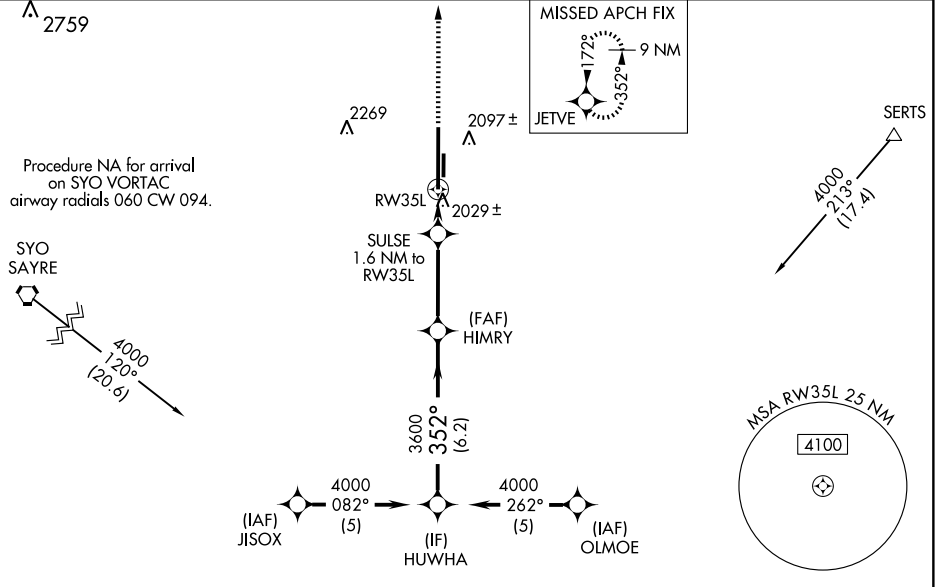 2759
MISSED APCH FIX
172°
9 NM
352°
JETVE
2269
2097 ±
SERTS
4000
213°
(17.4)
Procedure NA for arrival
on SYO VORTAC
airway radials 060 CW 094.
RW35L
2029 ±
SULSE
1.6 NM to
RW35L
SYO
SAYRE
4000
120°
(20.6)
(FAF)
HIMRY
3600
352°
(6.2)
MSA RW35L 25 NM
4100
4000
082°
(5)
4000
262°
(5)
(IAF)
JISOX
(IF)
HUWHA
(IAF)
OLMOE